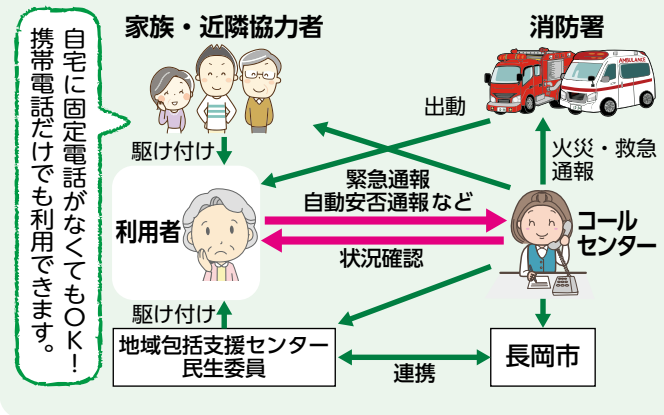 自宅に固定電話がなくてもOK!
携帯電話だけでも利用できます。
家族・近隣協力者
消防署
AMBULANCE
出動
駆け付け
火災・救急
通報
緊急通報
自動安否通報など
利用者
コール
センター
状況確認
駆け付け
地域包括支援センター
民生委員
連携
長岡市